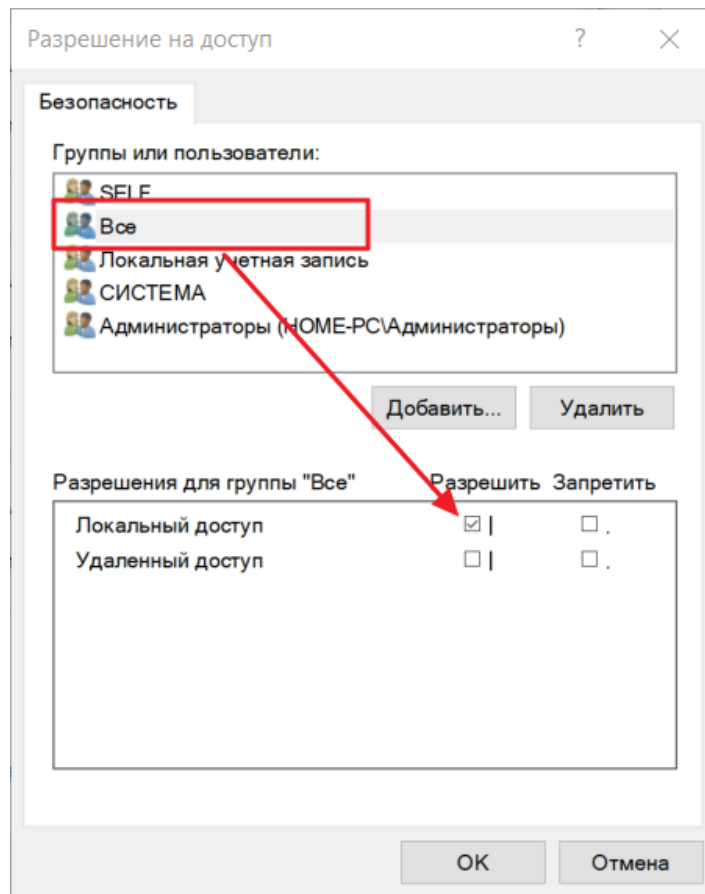 Разрешение на доступ ?
Безопасность
Группы или пользователи:
SELF
Все
Локальная учетная запись
СИСТЕМА
Администраторы (HOME-PC\Администраторы)
Добавить... Удалить
Разрешения для группы "Все" Разрешить Запретить
Локальный доступ
Удаленный доступ
OK Отмена